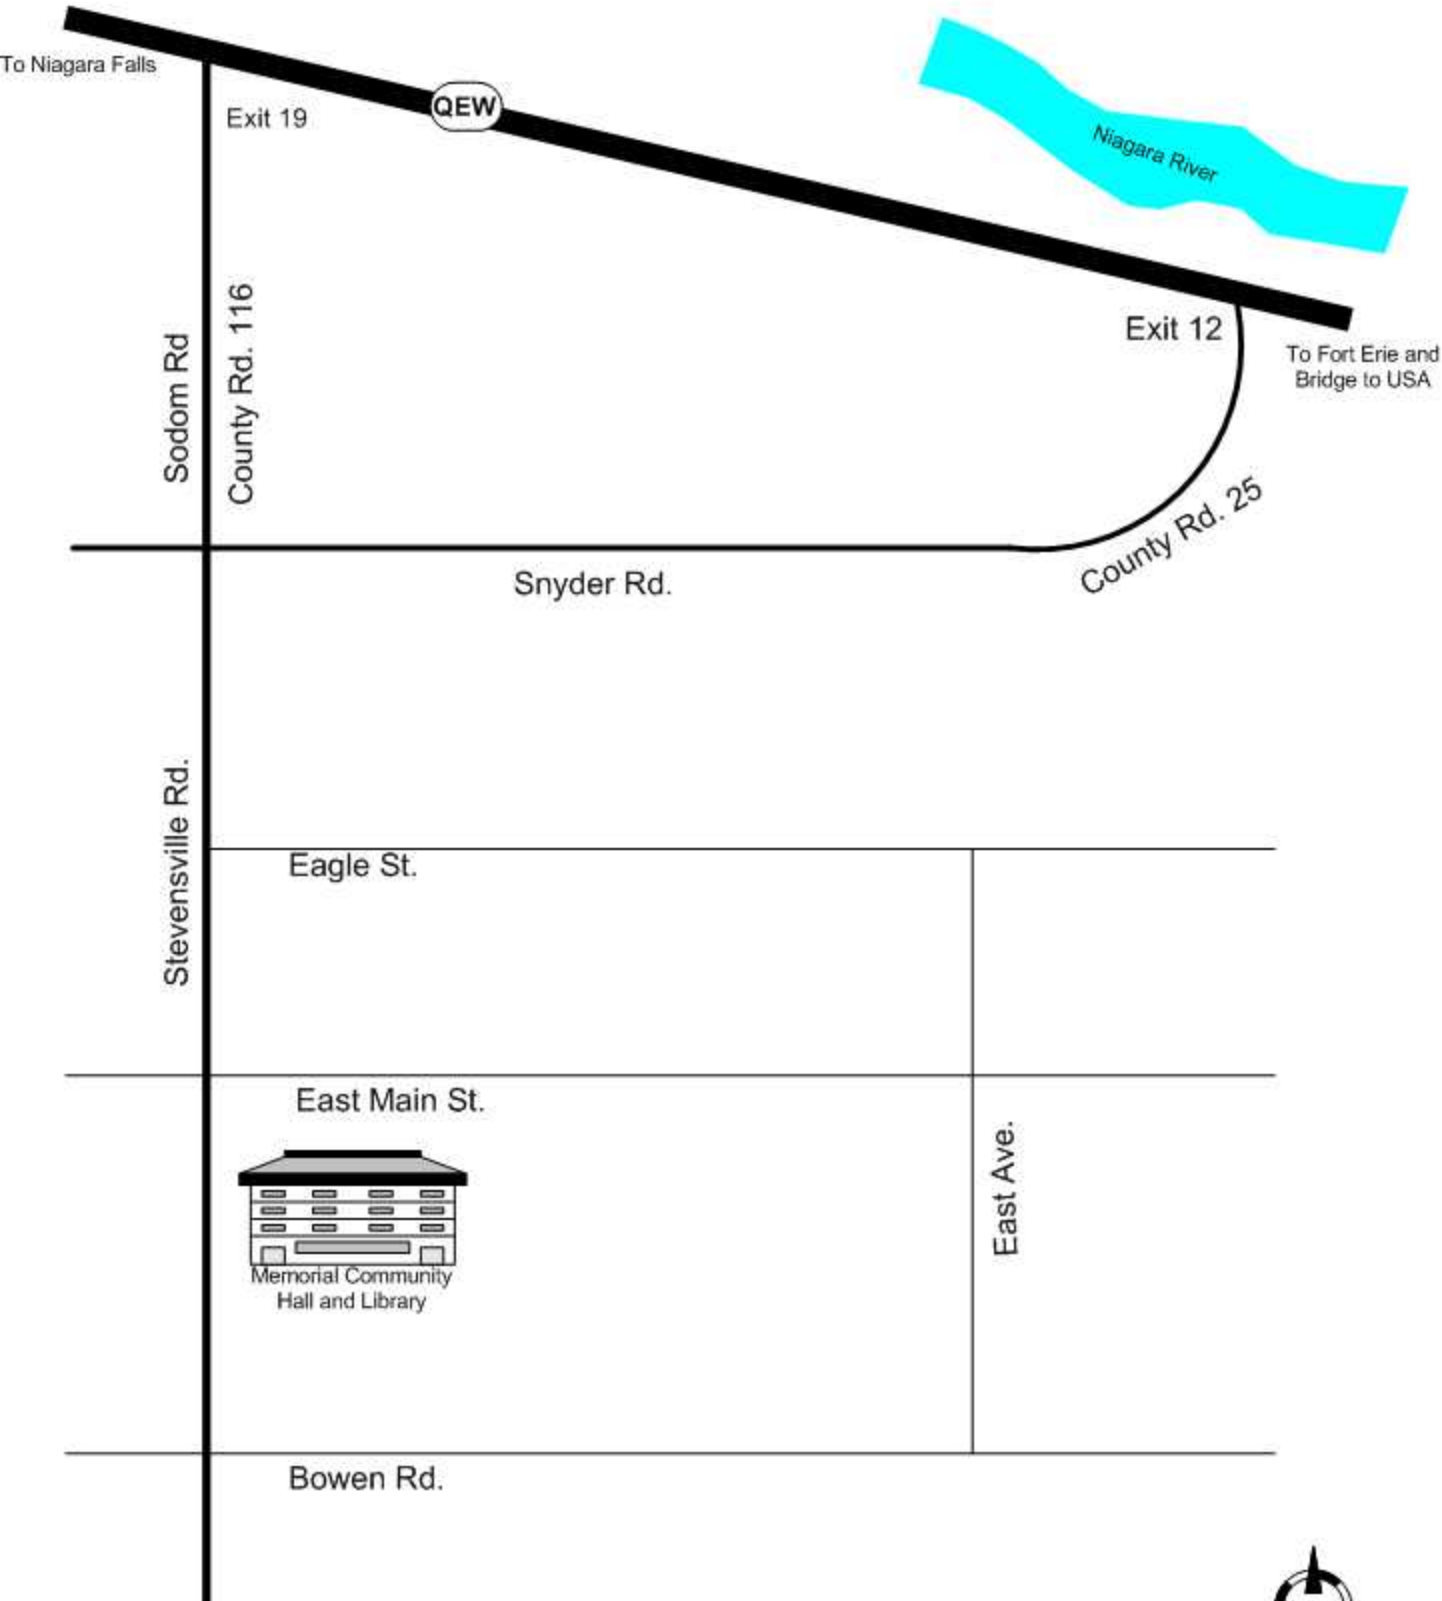 To Niagara Falls
Exit 19
QEW
Niagara River
Exit 12
To Fort Erie and
Bridge to USA
Sodom Rd
County Rd. 116
County Rd. 25
Snyder Rd.
Stevensville Rd.
Eagle St.
East Main St.
East Ave.
Memorial Community
Hall and Library
Bowen Rd.